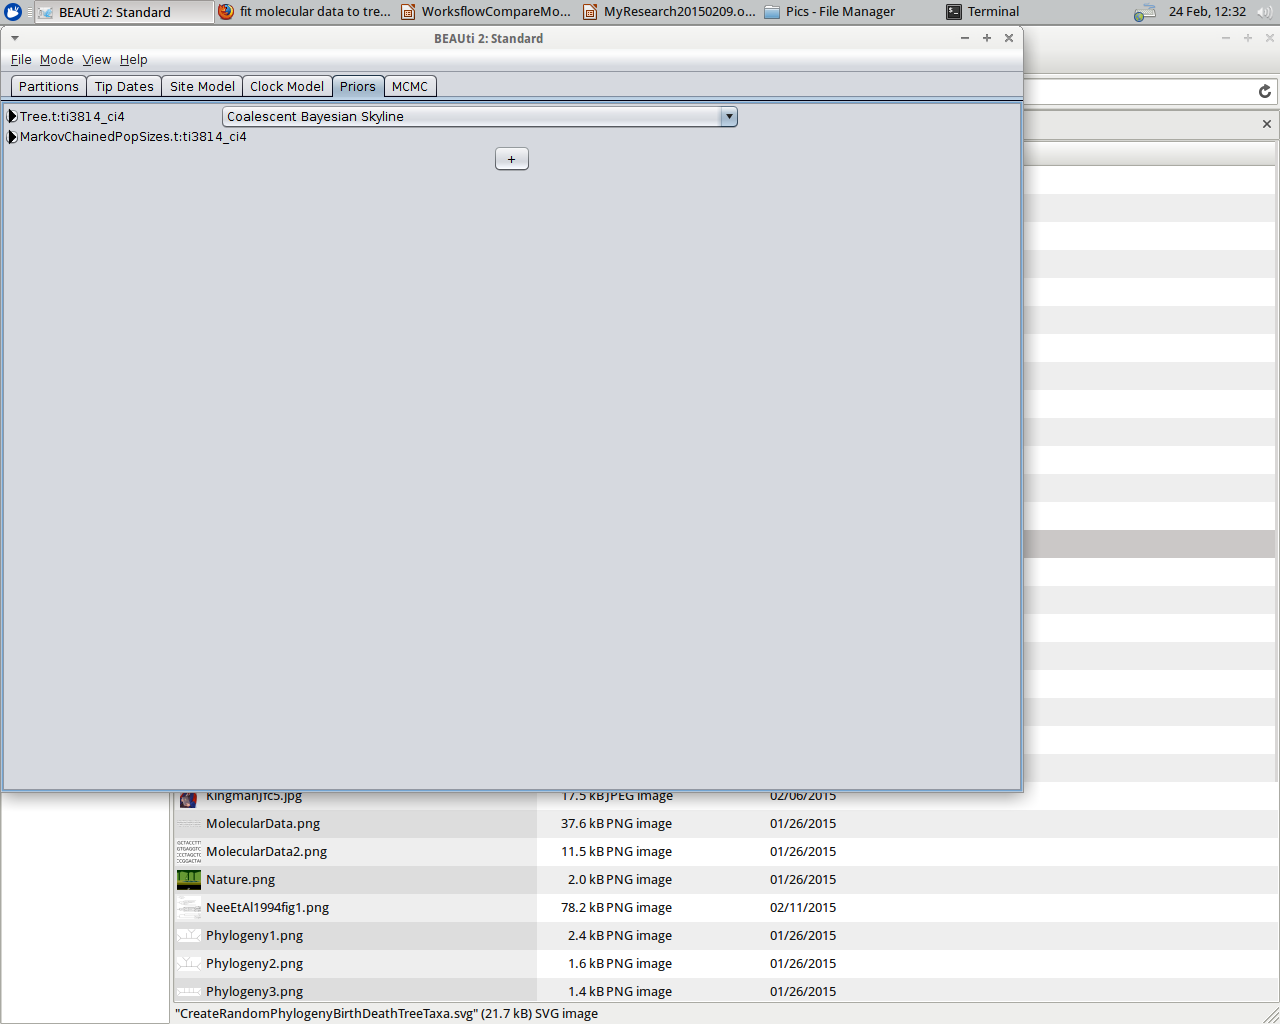 BEAUti 2: Standard
fit molecular data to tre...
WorksflowCompareMo...
MyResearch20150209.o...
Pics - File Manager
Terminal
24 Feb, 12:32
BEAUti 2: Standard
File Mode View Help
Partitions Tip Dates Site Model Clock Model Priors MCMC
Tree.t:ti3814_ci4 Coalescent Bayesian Skyline
MarkovChainedPopSizes.t:ti3814_ci4
+
KingmanJfc5.jpg 17.5 kB JPEG image 02/06/2015
MolecularData.png 37.6 kB PNG image 01/26/2015
MolecularData2.png 11.5 kB PNG image 01/26/2015
Nature.png 2.0 kB PNG image 01/26/2015
NeeEtAl1994fig1.png 78.2 kB PNG image 02/11/2015
Phylogeny1.png 2.4 kB PNG image 01/26/2015
Phylogeny2.png 1.6 kB PNG image 01/26/2015
Phylogeny3.png 1.4 kB PNG image 01/26/2015
"CreateRandomPhylogenyBirthDeathTreeTaxa.svg" (21.7 kB) SVG image